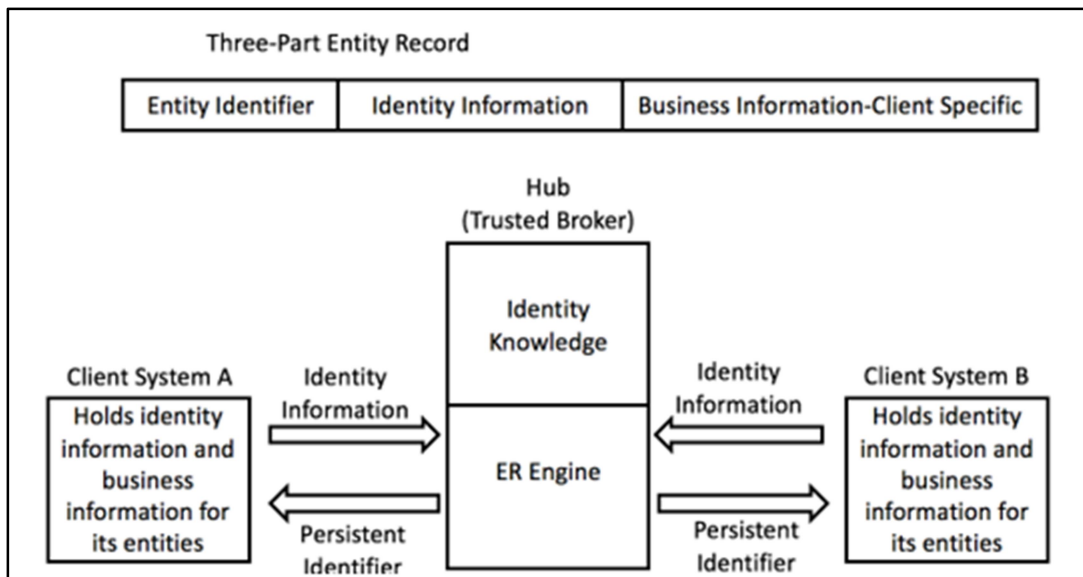 Three-Part Entity Record
Entity Identifier
Identity Information
Business Information-Client Specific
Hub
(Trusted Broker)
Identity
Knowledge
ER Engine
Client System A
Holds identity
information and
business
information for
its entities
Identity
Information
Persistent
Identifier
Identity
Information
Persistent
Identifier
Client System B
Holds identity
information and
business
information for
its entities